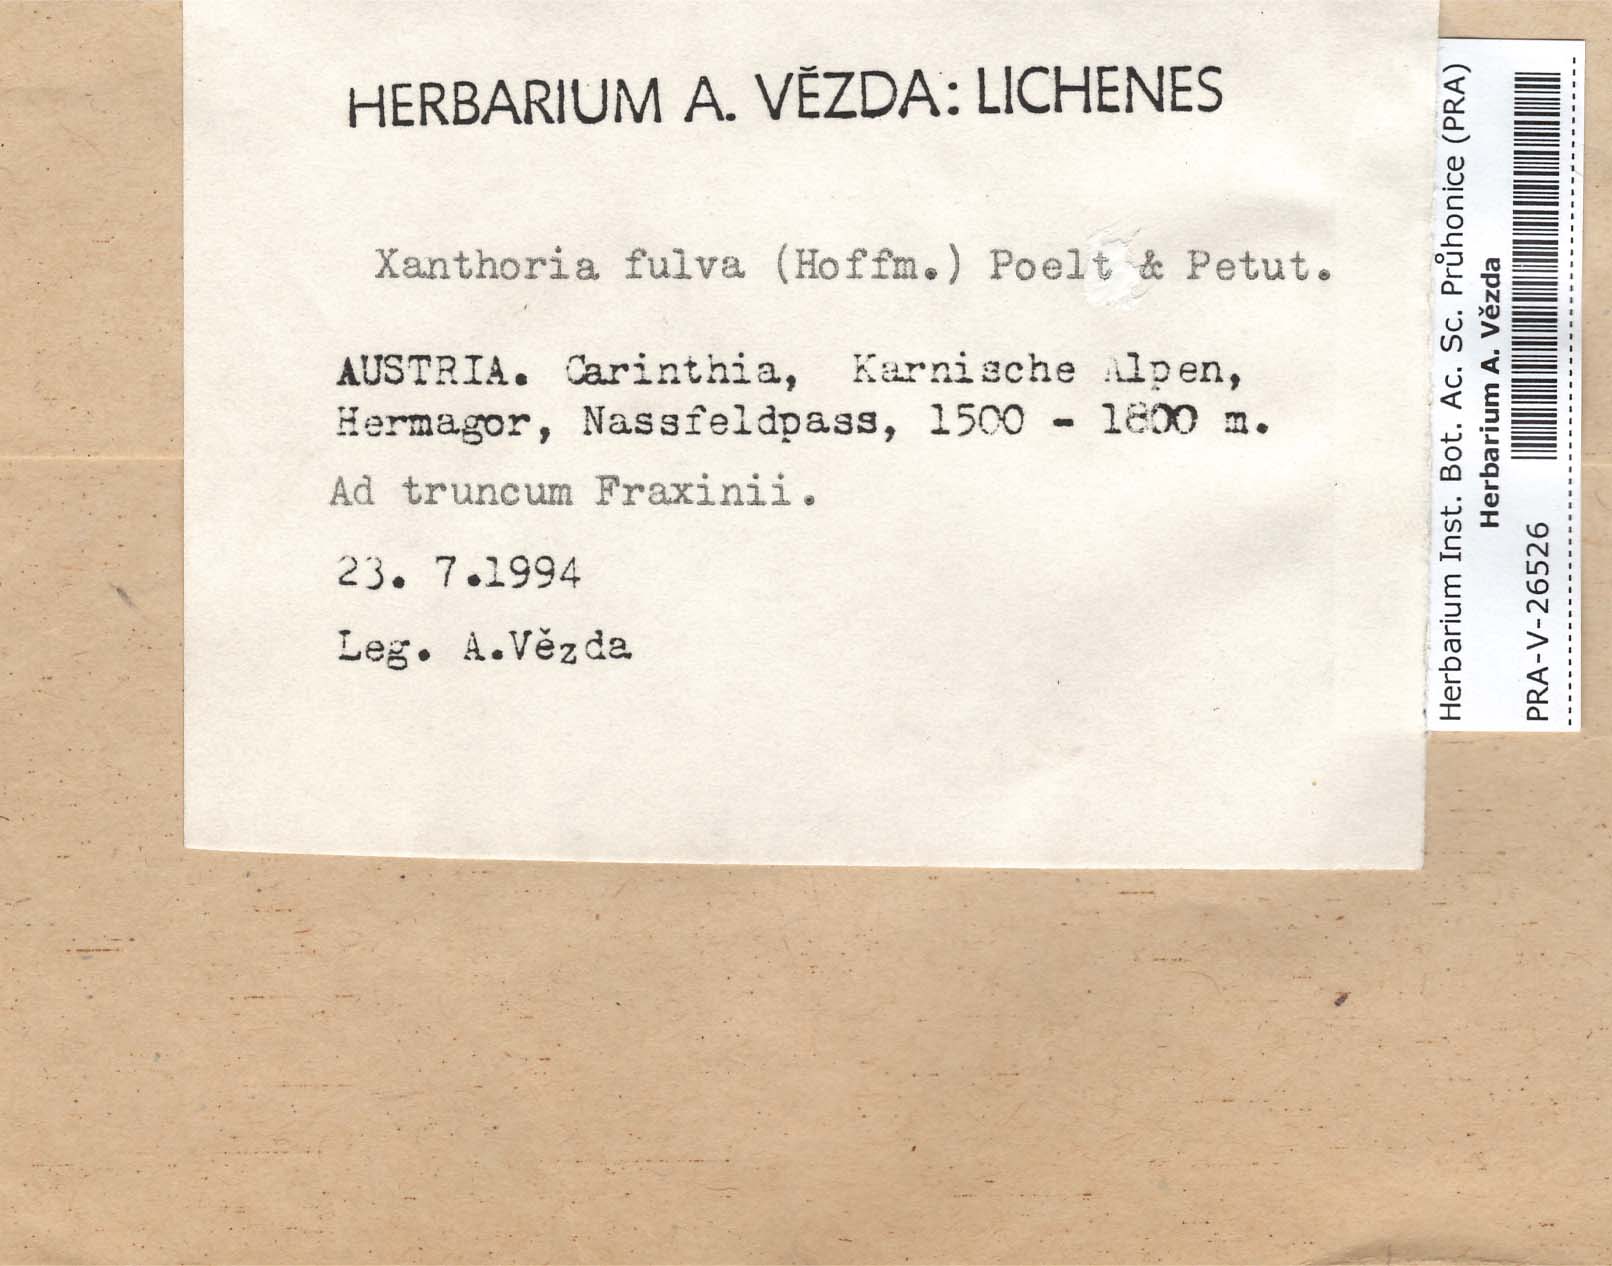 HERBARIUM A. VĚZDA: LICHENES
Xanthoria fulva (Hoffm.) Poelt & Petut.
AUSTRIA. Carinthia, Karnische Alpen,
Hermagor, Nassfeldpass, 1500 - 1800 m.
Ad truncum Fraxinii.
23. 7.1994
Leg. A.Vězda
Herbarium Inst. Bot. Ac. Sc. Průhonice (PRA)
Herbarium A. Vězda
PRA-V-26526